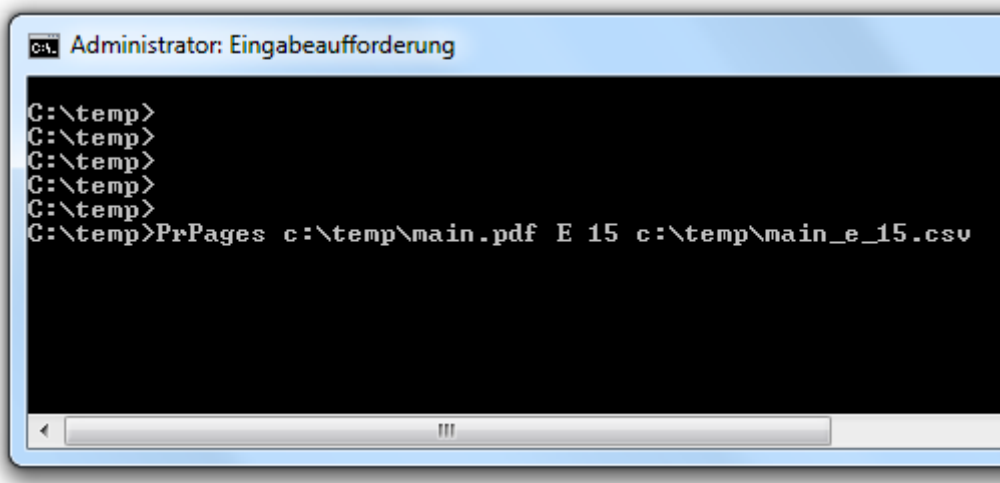 Administrator: Eingabeaufforderung
C:\temp>
C:\temp>
C:\temp>
C:\temp>
C:\temp>
C:\temp>PrPages c:\temp\main.pdf E 15 c:\temp\main_e_15.csv